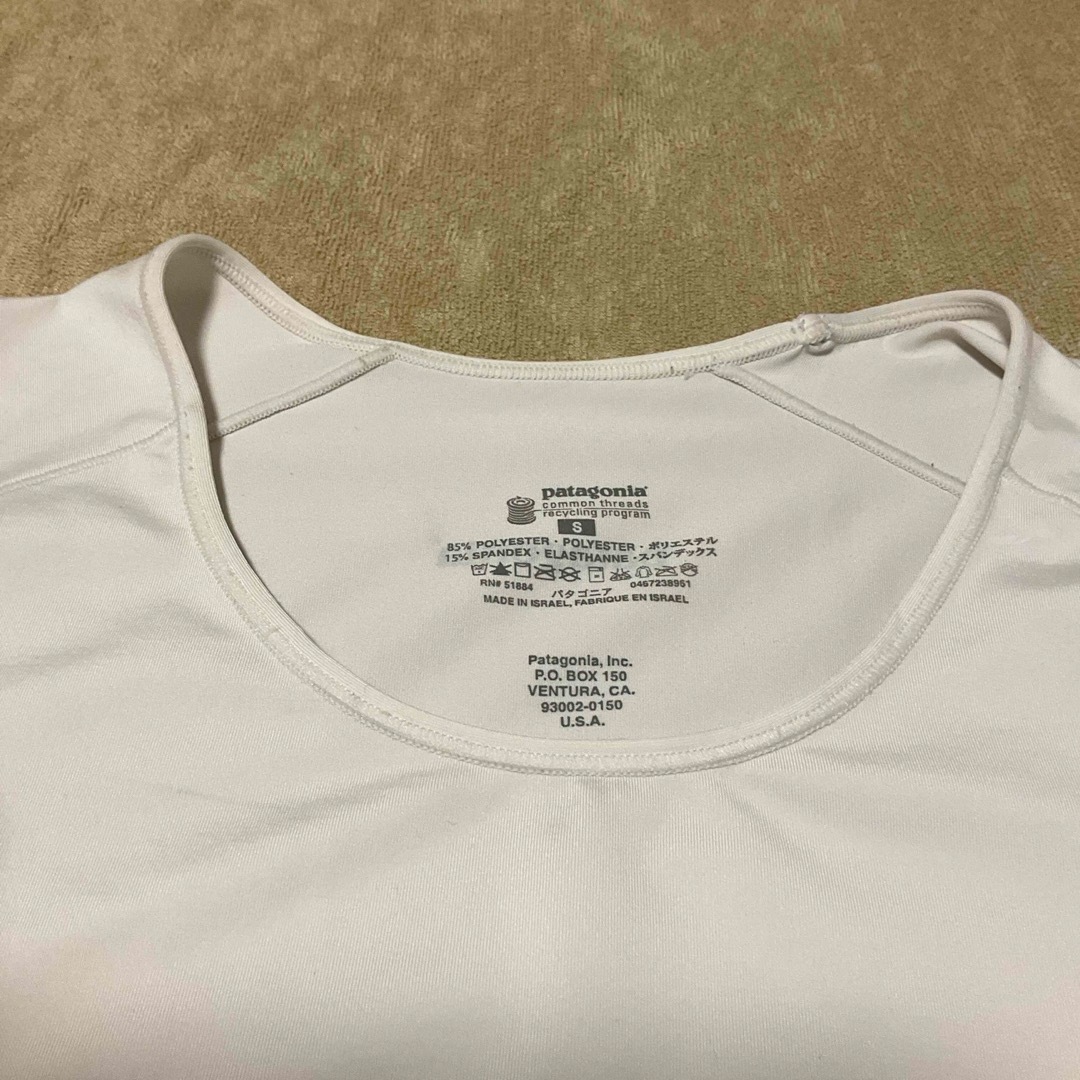 patagonia®
common threads
recycling program
S
85% POLYESTER · POLYESTER · ポリエステル
15% SPANDEX · ELASTHANNE · スパンデックス
RN# 51884 0467238951
パタゴニア
MADE IN ISRAEL, FABRIQUE EN ISRAEL
Patagonia, Inc.
P.O. BOX 150
VENTURA, CA.
93002-0150
U.S.A.